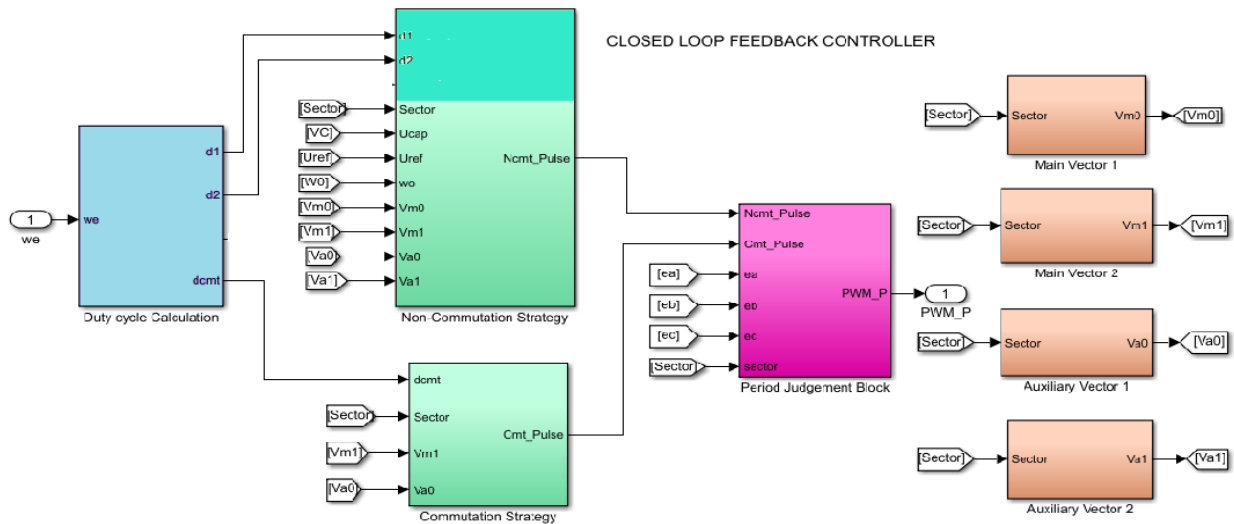 CLOSED LOOP FEEDBACK CONTROLLER
1
we
we
d1
d2
dcmt
Duty cycle Calculation
d1
d2
[Sector]
Sector
[VC]
Ucap
[Uref]
Uref
[W0]
wo
[Vm0]
Vm0
[Vm1]
Vm1
[Va0]
Va0
[Va1]
Va1
Ncmt_Pulse
Non-Commutation Strategy
dcmt
[Sector]
Sector
[Vm1]
Vm1
[Va0]
Va0
Cmt_Pulse
Commutation Strategy
Ncmt_Pulse
Cmt_Pulse
[ea]
ea
[eb]
eb
[ec]
ec
[Sector]
sector
PWM_P
Period Judgement Block
1
PWM_P
[Sector]
Sector
Vm0
[Vm0]
Main Vector 1
[Sector]
Sector
Vm1
[Vm1]
Main Vector 2
[Sector]
Sector
Va0
[Va0]
Auxiliary Vector 1
[Sector]
Sector
Va1
[Va1]
Auxiliary Vector 2